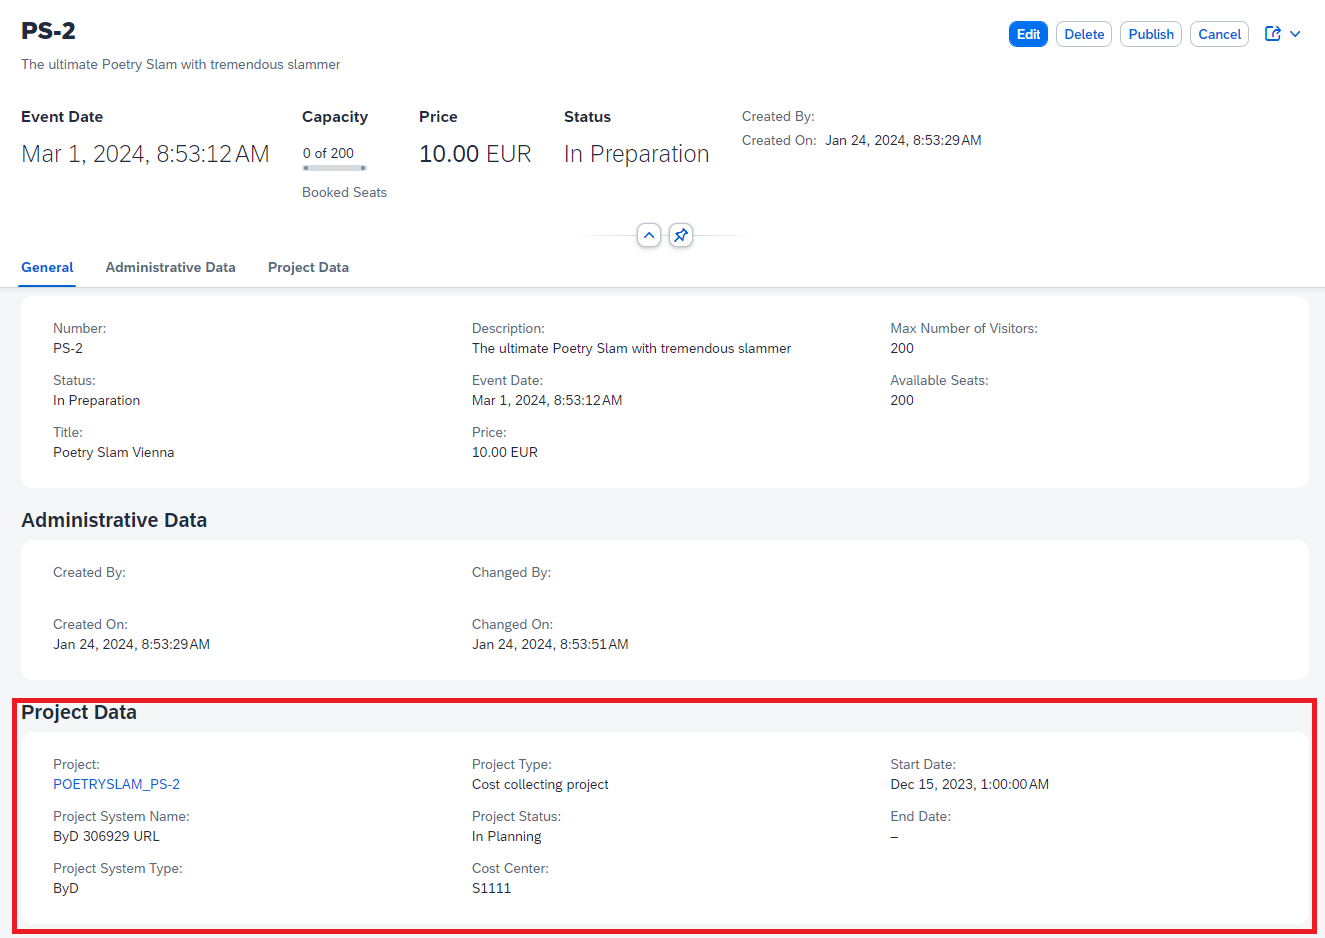 PS-2
Edit Delete Publish Cancel
The ultimate Poetry Slam with tremendous slammer
Event Date Capacity Price Status Created By:
Mar 1, 2024, 8:53:12 AM 0 of 200 10.00 EUR In Preparation Created On: Jan 24, 2024, 8:53:29 AM
Booked Seats
General Administrative Data Project Data
Number: Description: Max Number of Visitors:
PS-2 The ultimate Poetry Slam with tremendous slammer 200
Status: Event Date: Available Seats:
In Preparation Mar 1, 2024, 8:53:12 AM 200
Title: Price:
Poetry Slam Vienna 10.00 EUR
Administrative Data
Created By: Changed By:
Created On: Changed On:
Jan 24, 2024, 8:53:29 AM Jan 24, 2024, 8:53:51 AM
Project Data
Project: Project Type: Start Date:
POETRYSLAM_PS-2 Cost collecting project Dec 15, 2023, 1:00:00 AM
Project System Name: Project Status: End Date:
ByD 306929 URL In Planning –
Project System Type: Cost Center:
ByD S1111